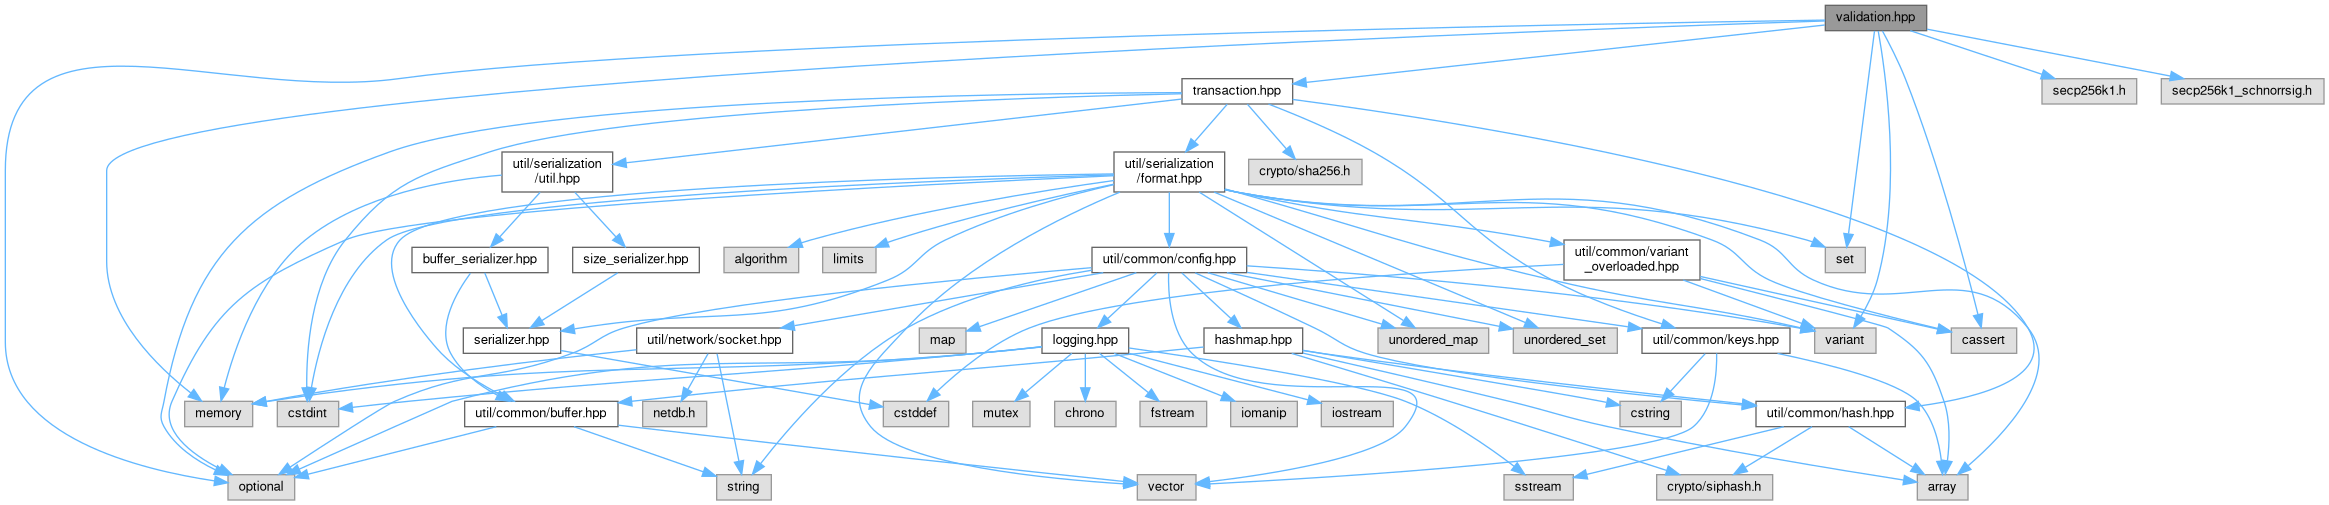 validation.hpp
transaction.hpp
secp256k1.h
secp256k1_schnorrsig.h
util/serialization
/util.hpp
util/serialization
/format.hpp
crypto/sha256.h
buffer_serializer.hpp
size_serializer.hpp
algorithm
limits
util/common/config.hpp
util/common/variant
_overloaded.hpp
set
serializer.hpp
util/network/socket.hpp
map
logging.hpp
hashmap.hpp
unordered_map
unordered_set
util/common/keys.hpp
variant
cassert
memory
cstdint
util/common/buffer.hpp
netdb.h
cstddef
mutex
chrono
fstream
iomanip
iostream
cstring
util/common/hash.hpp
optional
string
vector
sstream
crypto/siphash.h
array